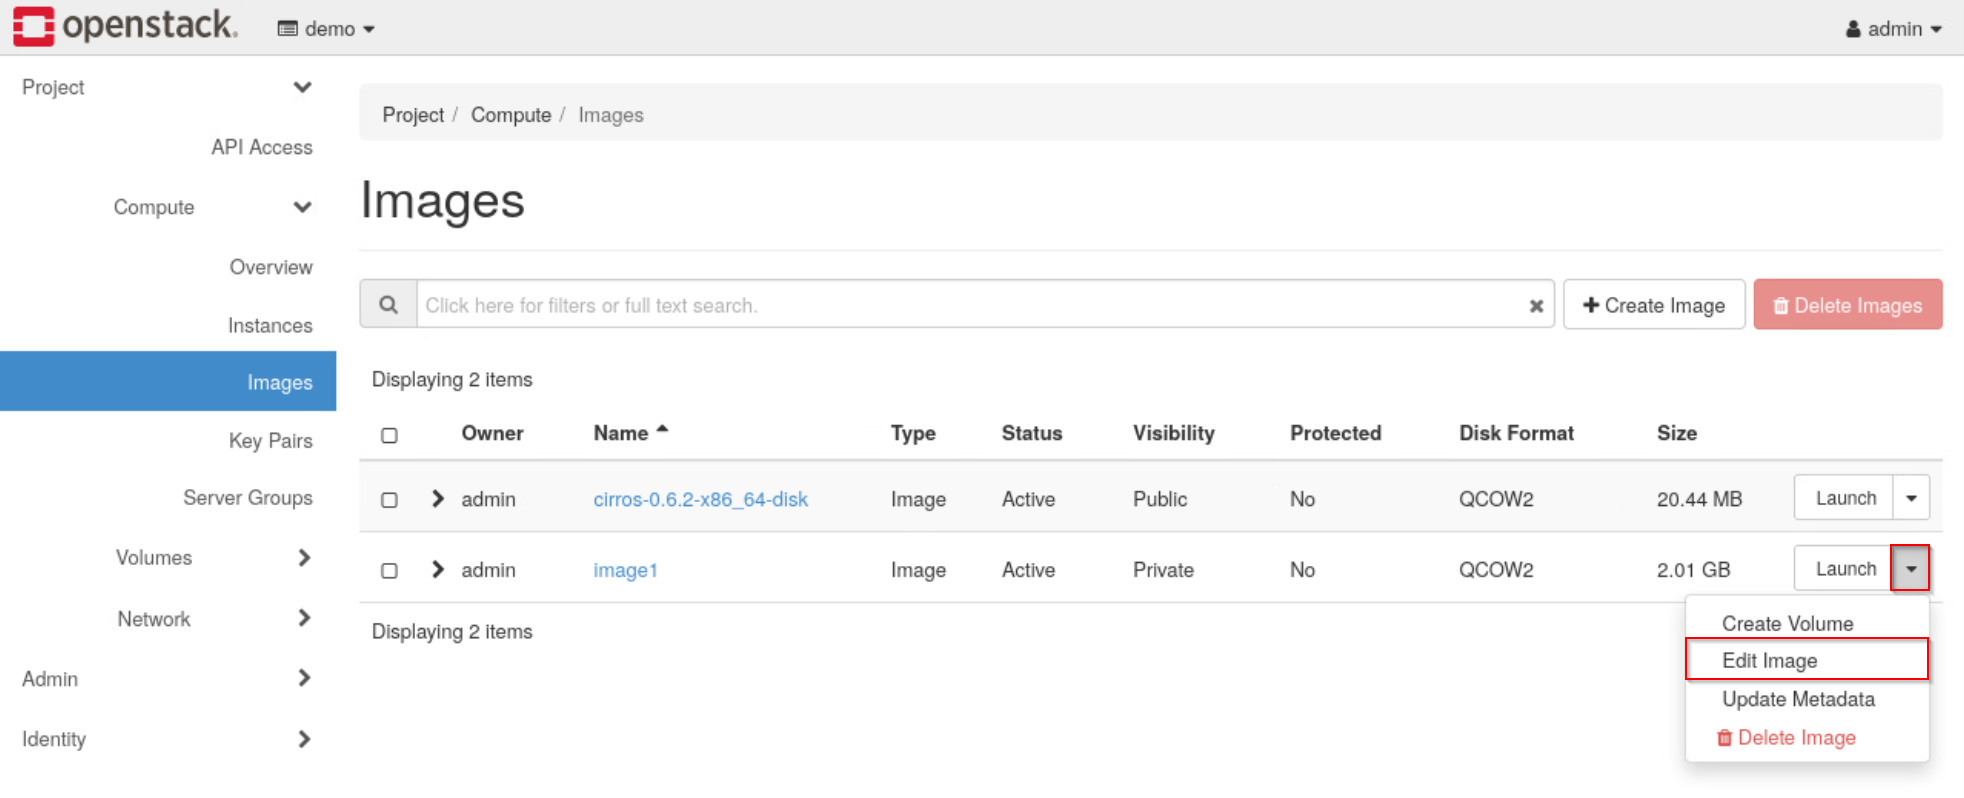 openstack. demo admin
Project
Project / Compute / Images
API Access
Compute
Images
Overview
Click here for filters or full text search. Create Image Delete Images
Instances
Images
Displaying 2 items
Key Pairs
Owner Name Type Status Visibility Protected Disk Format Size
Server Groups
admin cirros-0.6.2-x86_64-disk Image Active Public No QCOW2 20.44 MB Launch
Volumes
admin image1 Image Active Private No QCOW2 2.01 GB Launch
Network
Displaying 2 items
Create Volume
Edit Image
Admin
Update Metadata
Identity
Delete Image